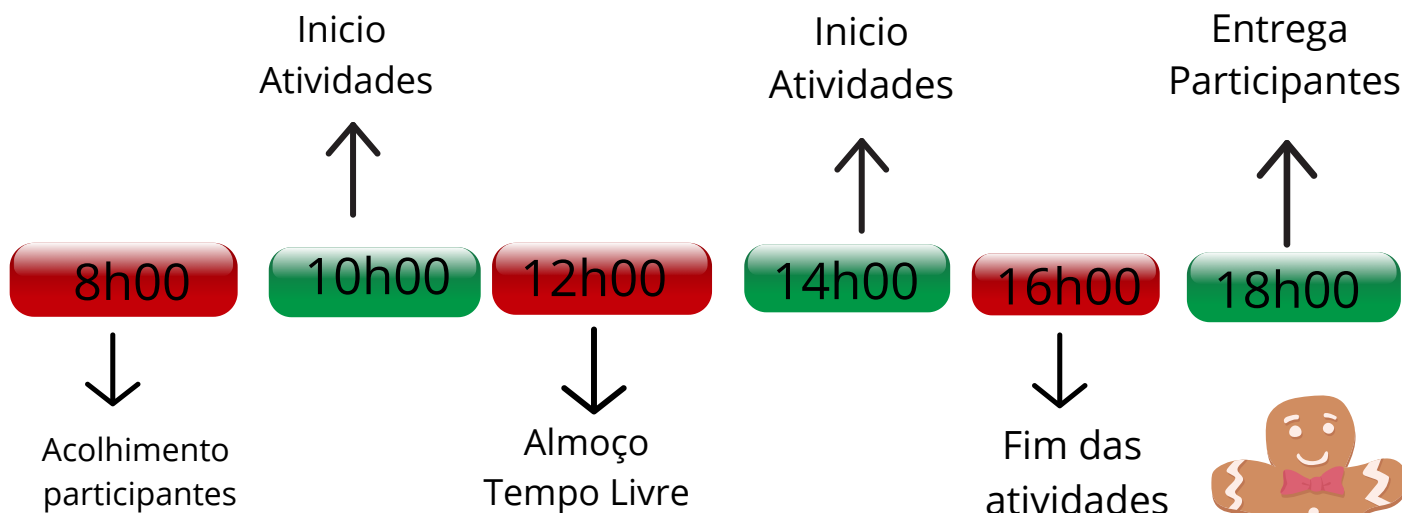 Inicio
Atividades
Inicio
Atividades
Entrega
Participantes
8h00
10h00
12h00
14h00
16h00
18h00
Acolhimento
participantes
Almoço
Tempo Livre
Fim das
atividades